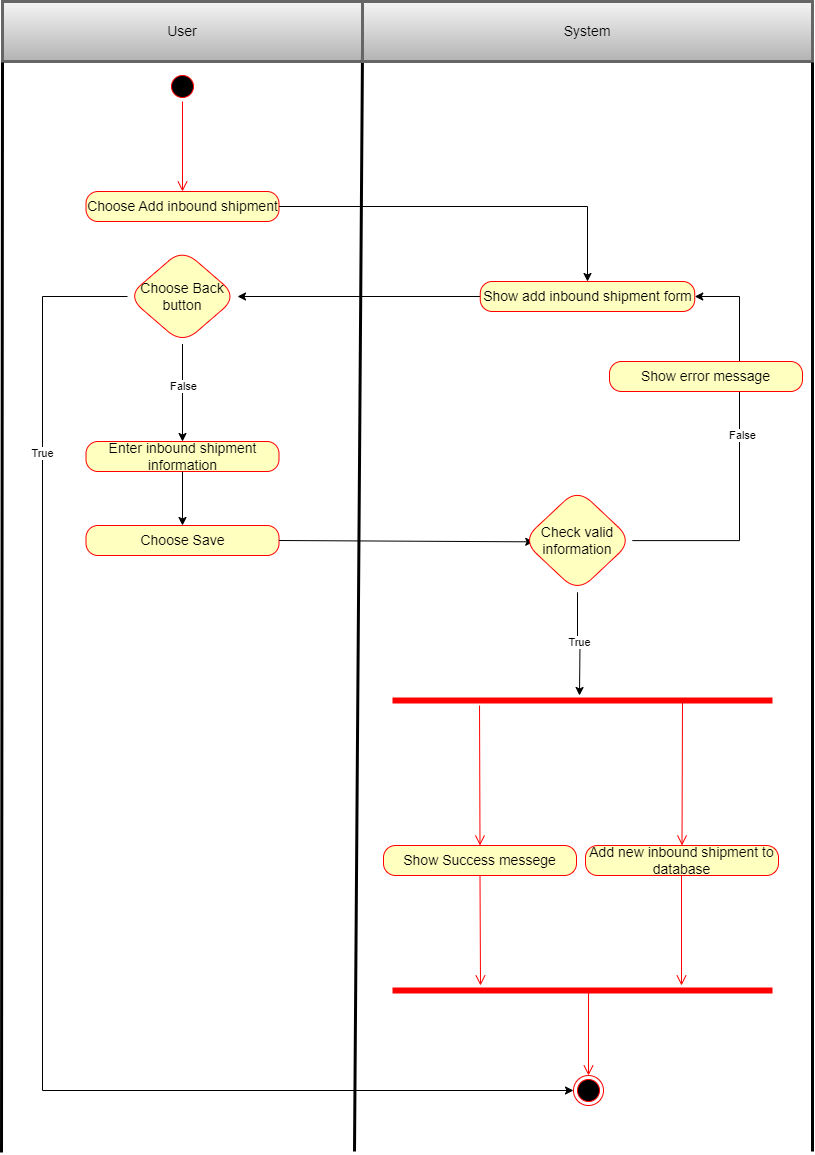 User
System
Choose Add inbound shipment
Choose Back
button
Show add inbound shipment form
Show error message
False
False
True
Enter inbound shipment
information
Choose Save
Check valid
information
True
Show Success messege
Add new inbound shipment to
database